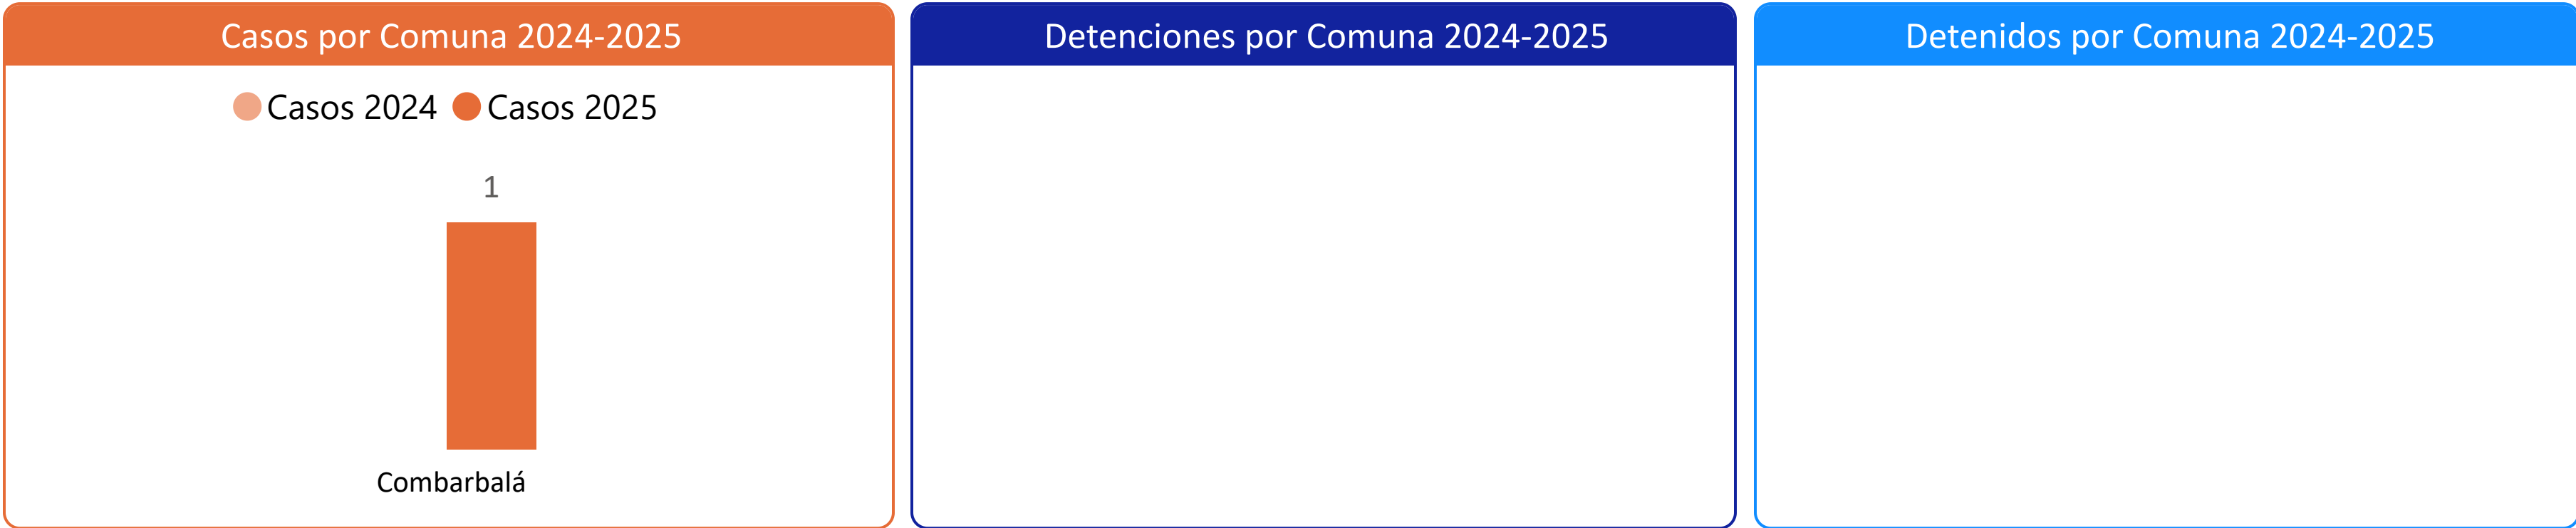 Casos por Comuna 2024-2025
Casos 2024 Casos 2025
1
Combarbalá
Detenciones por Comuna 2024-2025
Detenidos por Comuna 2024-2025